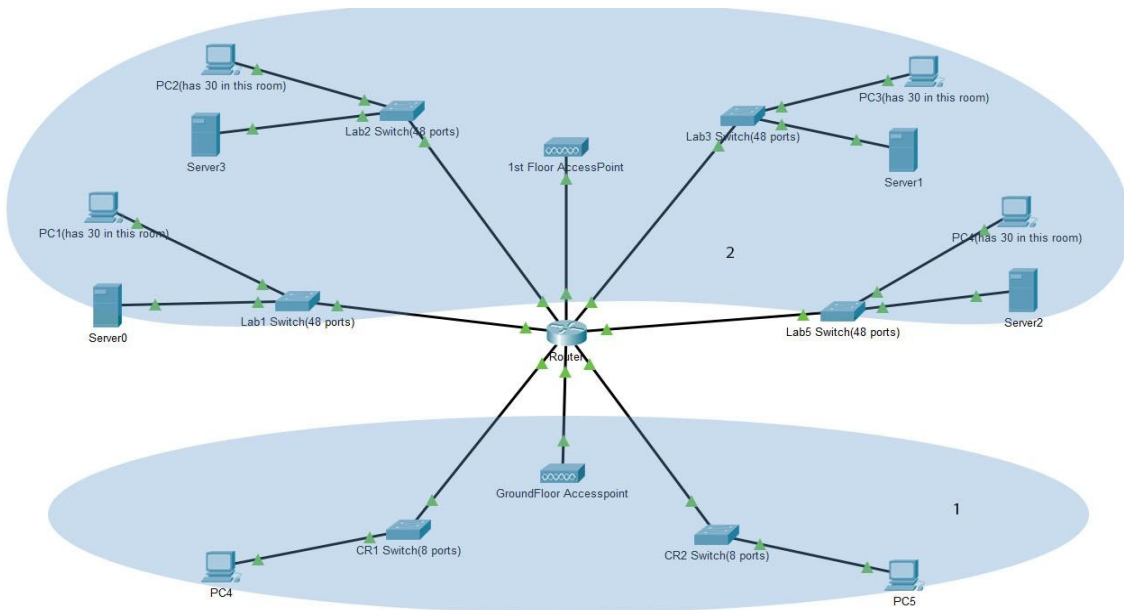 PC2(has 30 in this room)
Lab2 Switch(48 ports)
Server3
PC3(has 30 in this room)
Lab3 Switch(48 ports)
Server1
1st Floor AccessPoint
PC1(has 30 in this room)
Lab1 Switch(48 ports)
Server0
2
PC4(has 30 in this room)
Lab5 Switch(48 ports)
Server2
Router
GroundFloor Accesspoint
1
CR1 Switch(8 ports)
CR2 Switch(8 ports)
PC4
PC5